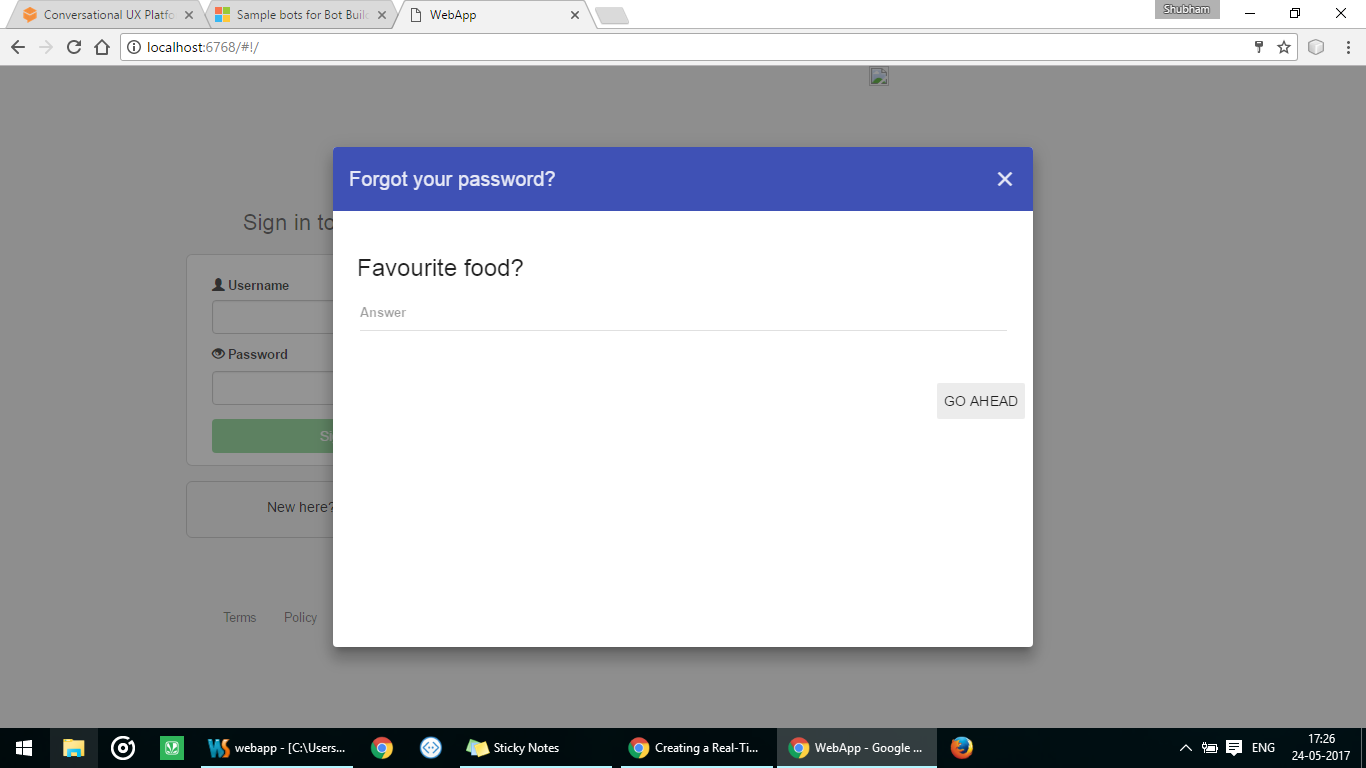 Conversational UX Platfo
Sample bots for Bot Buil
WebApp
Shubham
localhost:6768/#!/
Forgot your password?
Sign in to
Favourite food?
Username
Answer
Password
GO AHEAD
Si
New here?
Terms
Policy
webapp - [C:\Users...
Sticky Notes
Creating a Real-Ti...
WebApp - Google ...
ENG
17:26
24-05-2017